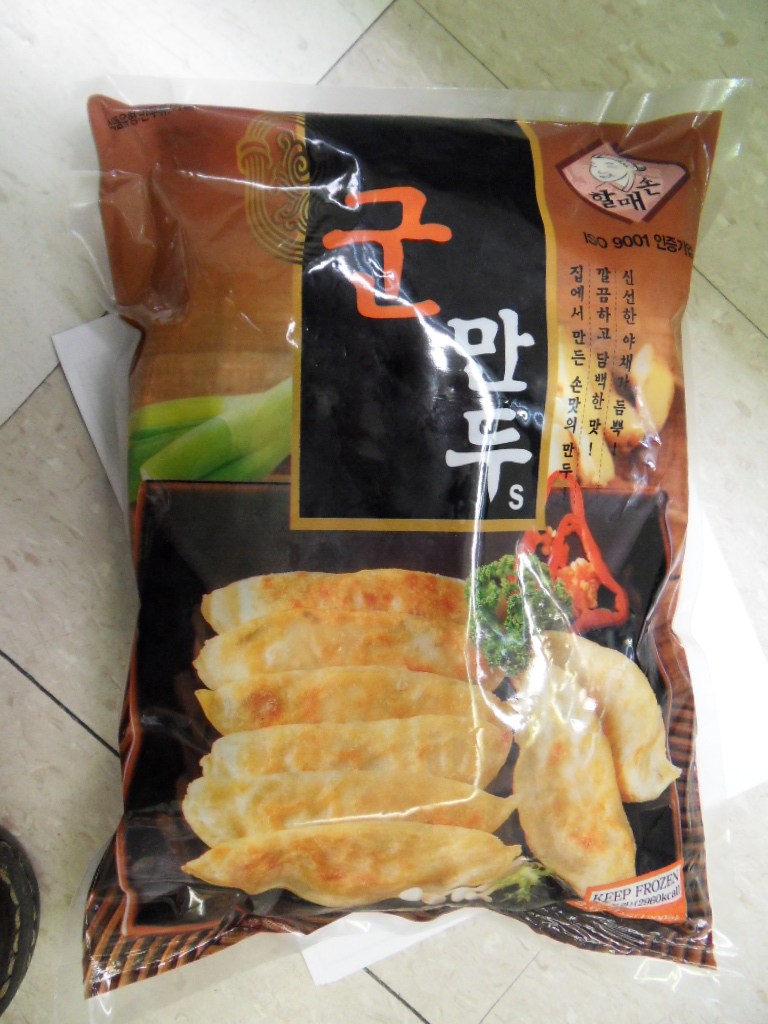 할매손
ISO 9001 인증기업
신선한 야채가 듬뿍!
깔끔하고 담백한 맛!
집에서 만든 손맛의 만두!
군
만두
S
KEEP FROZEN
(2960kcal)